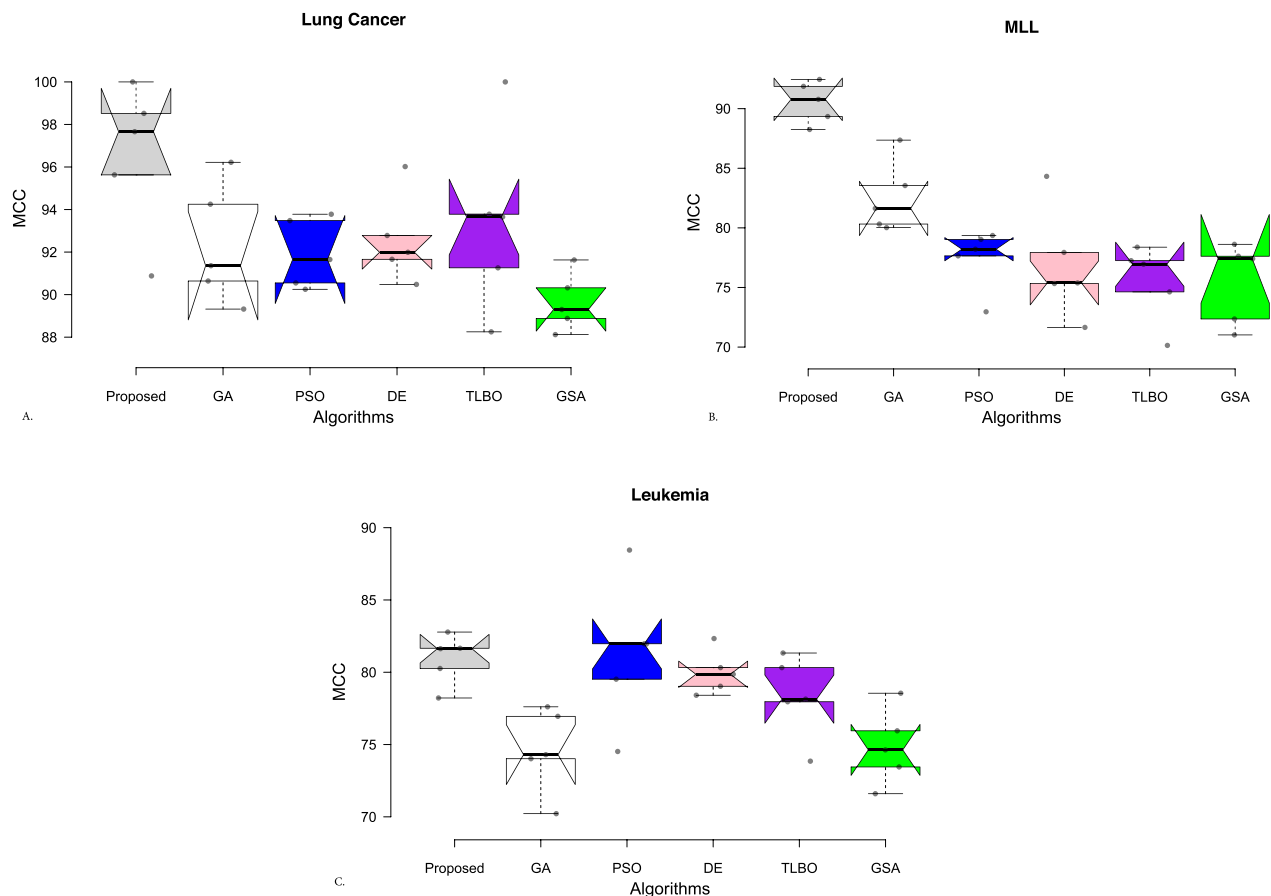 Lung Cancer
MCC
100
98
96
94
92
90
88
Proposed GA PSO DE TLBO GSA
Algorithms
A.
MLL
MCC
90
85
80
75
70
Proposed GA PSO DE TLBO GSA
Algorithms
B.
Leukemia
MCC
90
85
80
75
70
Proposed GA PSO DE TLBO GSA
Algorithms
C.